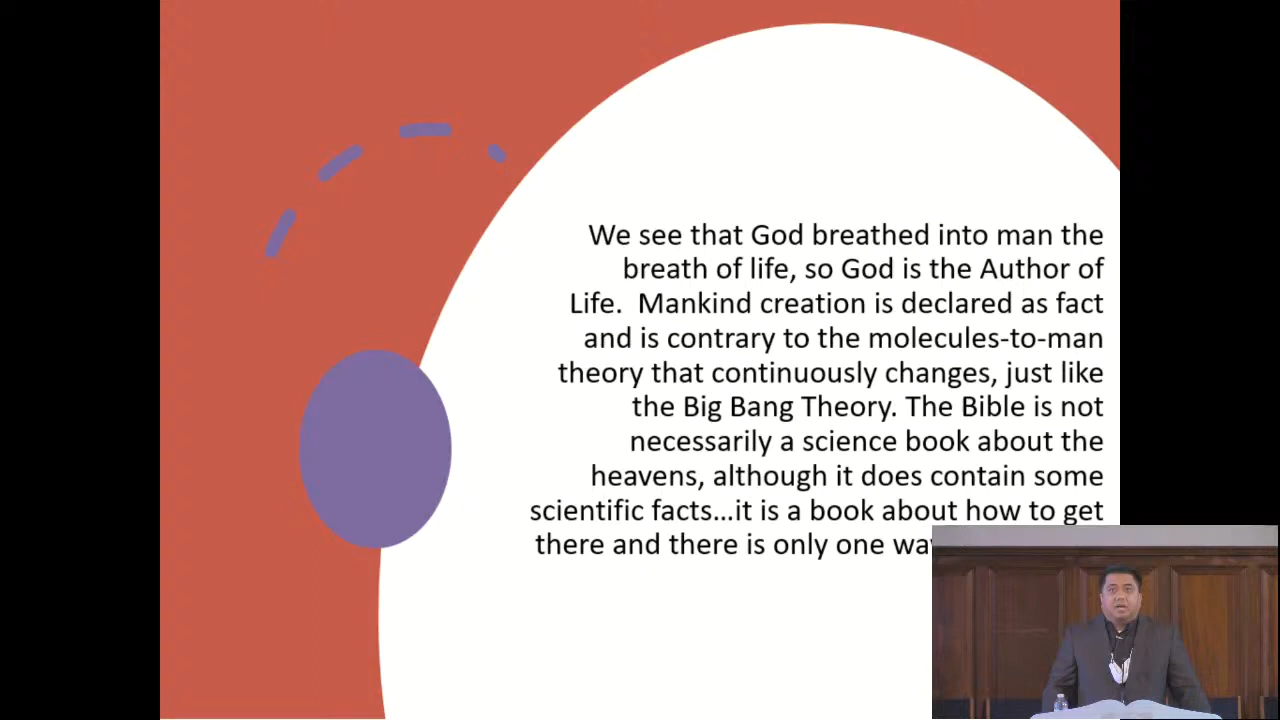 We see that God breathed into man the
breath of life, so God is the Author of
Life.  Mankind creation is declared as fact
and is contrary to the molecules-to-man
theory that continuously changes, just like
the Big Bang Theory. The Bible is not
necessarily a science book about the
heavens, although it does contain some
scientific facts…it is a book about how to get
there and there is only one